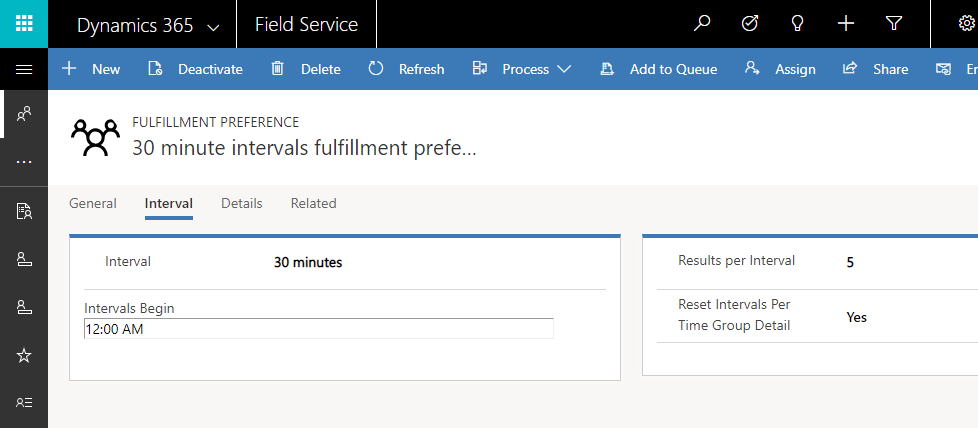 Dynamics 365 Field Service
New Deactivate Delete Refresh Process Add to Queue Assign Share En
FULFILLMENT PREFERENCE
30 minute intervals fulfillment prefe...
General Interval Details Related
Interval 30 minutes
Intervals Begin
12:00 AM
Results per Interval 5
Reset Intervals Per
Time Group Detail Yes